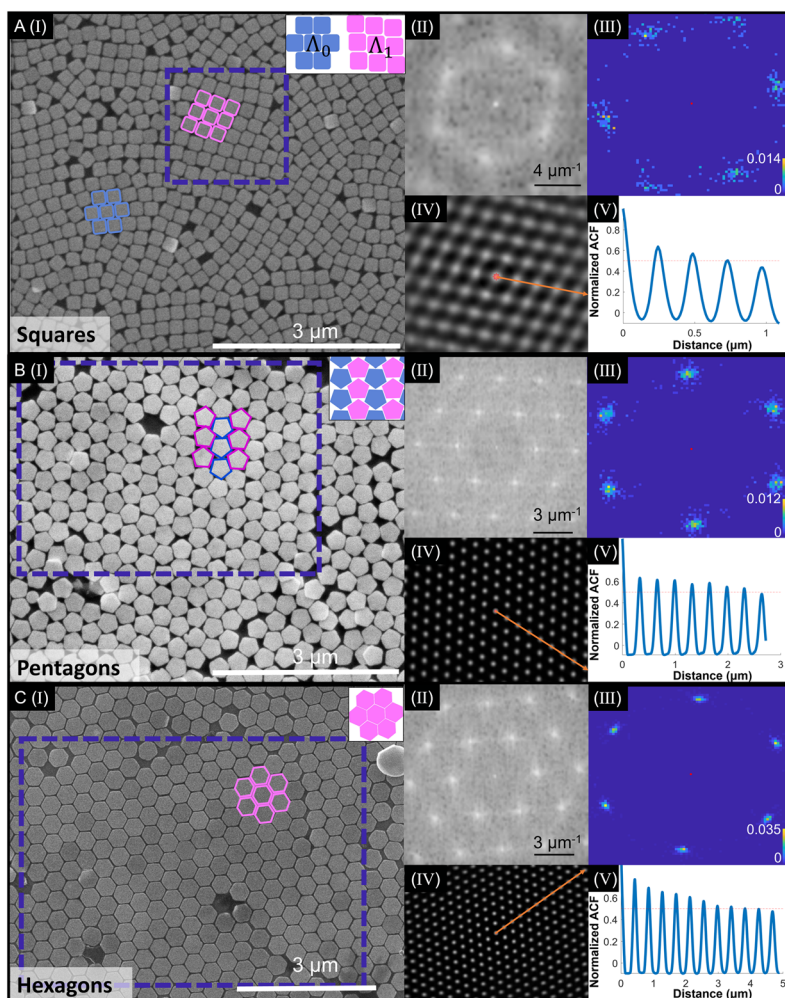 A (I)
Λ0
Λ1
3 µm
Squares
(II)
4 µm-1
(III)
0.014
0
(IV)
(V)
Normalized ACF
0.8
0.6
0.4
0.2
0
0
0.5
1
Distance (µm)
B (I)
3 µm
Pentagons
(II)
3 µm-1
(III)
0.012
0
(IV)
(V)
Normalized ACF
0.6
0.4
0.2
0
0
1
2
3
Distance (µm)
C (I)
3 µm
Hexagons
(II)
3 µm-1
(III)
0.035
0
(IV)
(V)
Normalized ACF
0.6
0.4
0.2
0
0
1
2
3
4
5
Distance (µm)